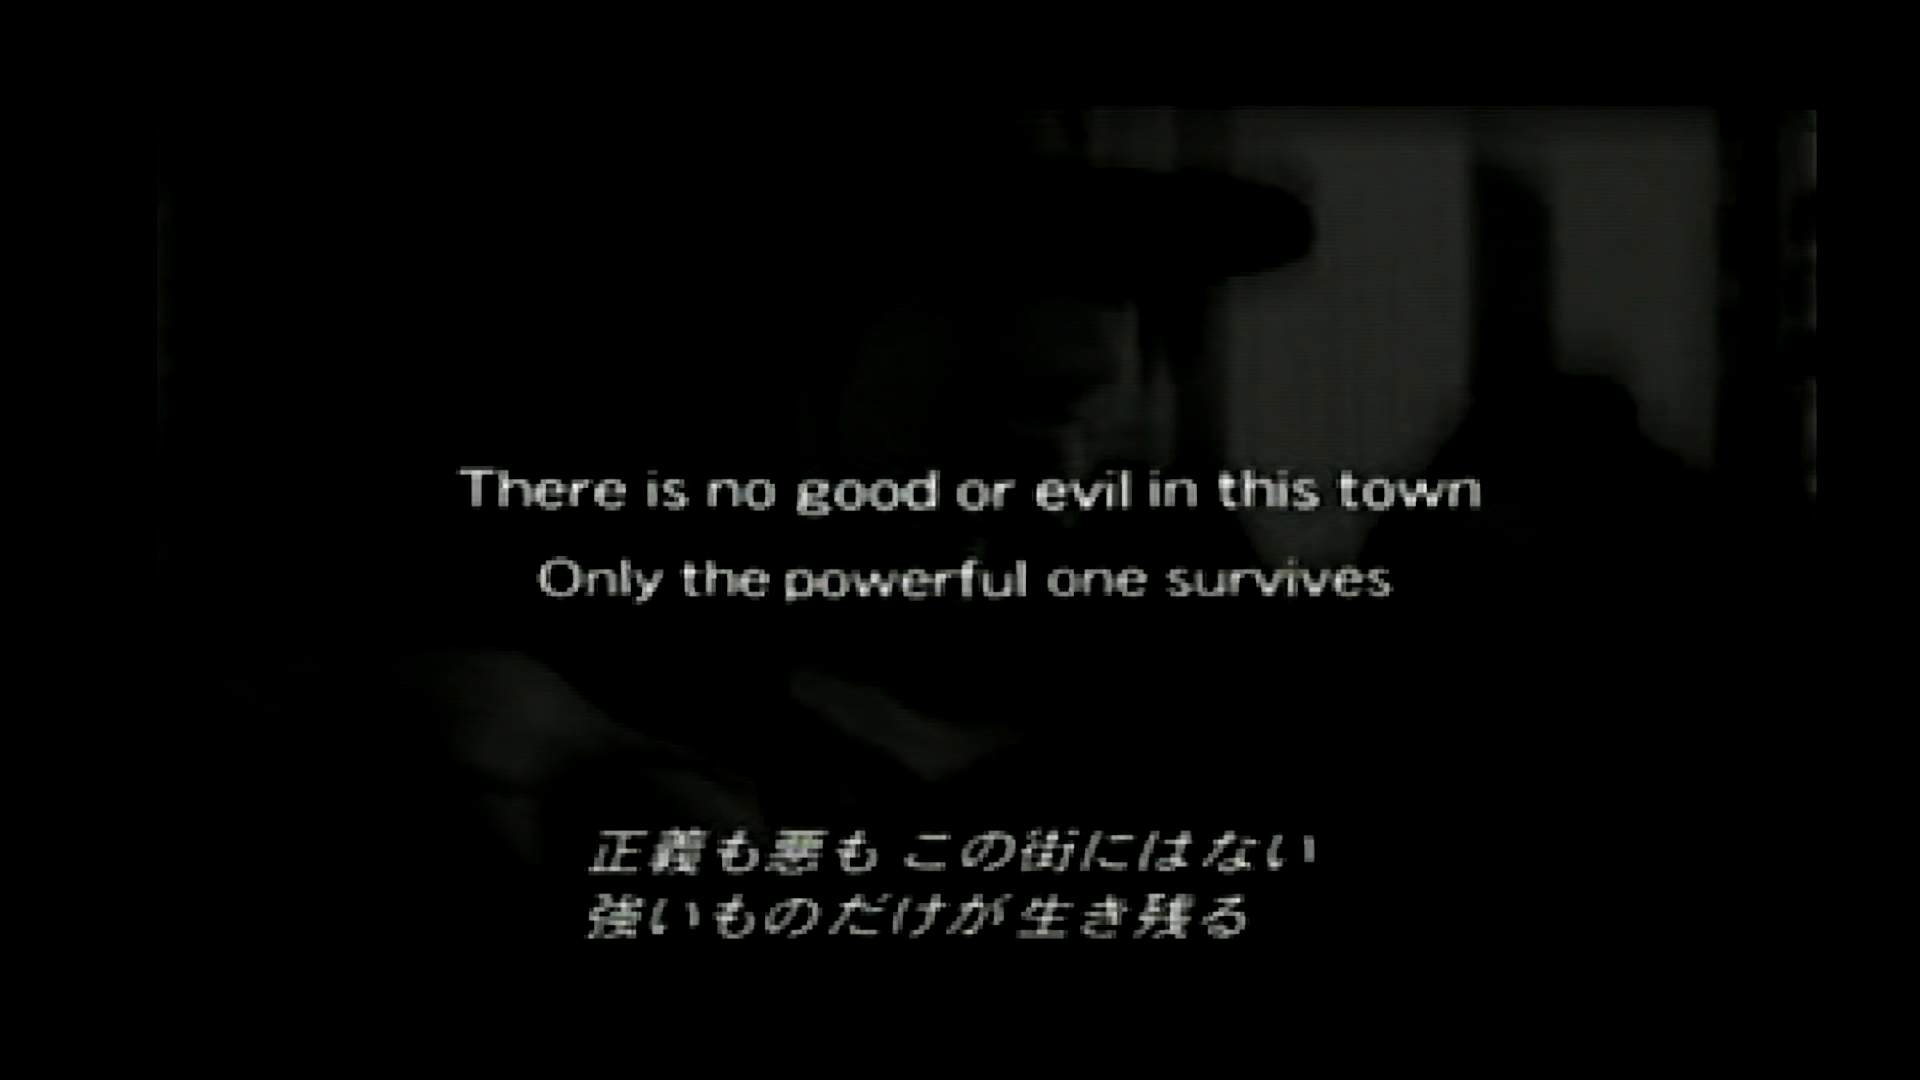 There is no good or evil in this town
Only the powerful one survives
正義も悪も この街にはない
強いものだけが生き残る